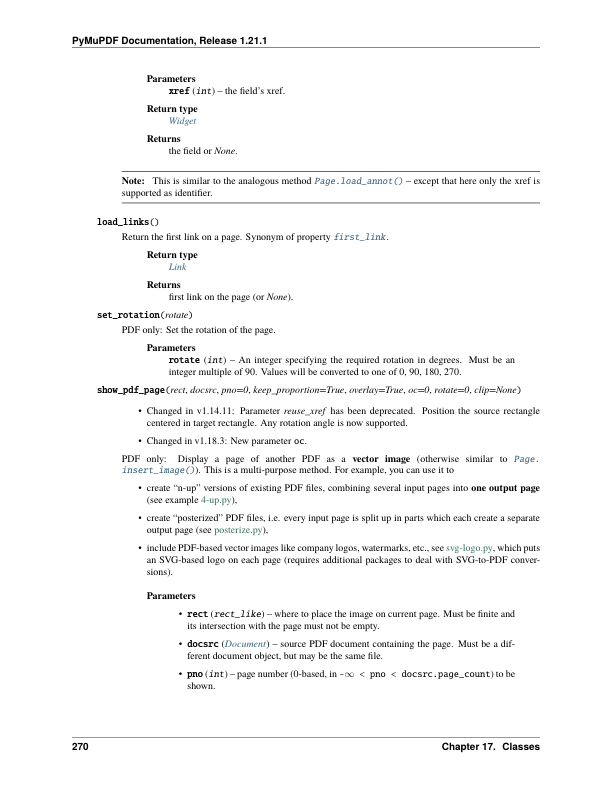 PyMuPDF Documentation, Release 1.21.1
Parameters
xref (int) – the field's xref.
Return type
Widget
Returns
the field or None.
Note: This is similar to the analogous method Page.load_annot() – except that here only the xref is
supported as identifier.
load_links()
Return the first link on a page. Synonym of property first_link.
Return type
Link
Returns
first link on the page (or None).
set_rotation(rotate)
PDF only: Set the rotation of the page.
Parameters
rotate (int) – An integer specifying the required rotation in degrees. Must be an
integer multiple of 90. Values will be converted to one of 0, 90, 180, 270.
show_pdf_page(rect, docsrc, pno=0, keep_proportion=True, overlay=True, oc=0, rotate=0, clip=None)
• Changed in v1.14.11: Parameter reuse_xref has been deprecated. Position the source rectangle
centered in target rectangle. Any rotation angle is now supported.
• Changed in v1.18.3: New parameter oc.
PDF only: Display a page of another PDF as a vector image (otherwise similar to Page.
insert_image()). This is a multi-purpose method. For example, you can use it to
• create “n-up” versions of existing PDF files, combining several input pages into one output page
(see example 4-up.py),
• create “posterized” PDF files, i.e. every input page is split up in parts which each create a separate
output page (see posterize.py),
• include PDF-based vector images like company logos, watermarks, etc., see svg-logo.py, which puts
an SVG-based logo on each page (requires additional packages to deal with SVG-to-PDF conver-
sions).
Parameters
• rect (rect_like) – where to place the image on current page. Must be finite and
its intersection with the page must not be empty.
• docsrc (Document) – source PDF document containing the page. Must be a dif-
ferent document object, but may be the same file.
• pno (int) – page number (0-based, in -∞ < pno < docsrc.page_count) to be
shown.
270
Chapter 17. Classes